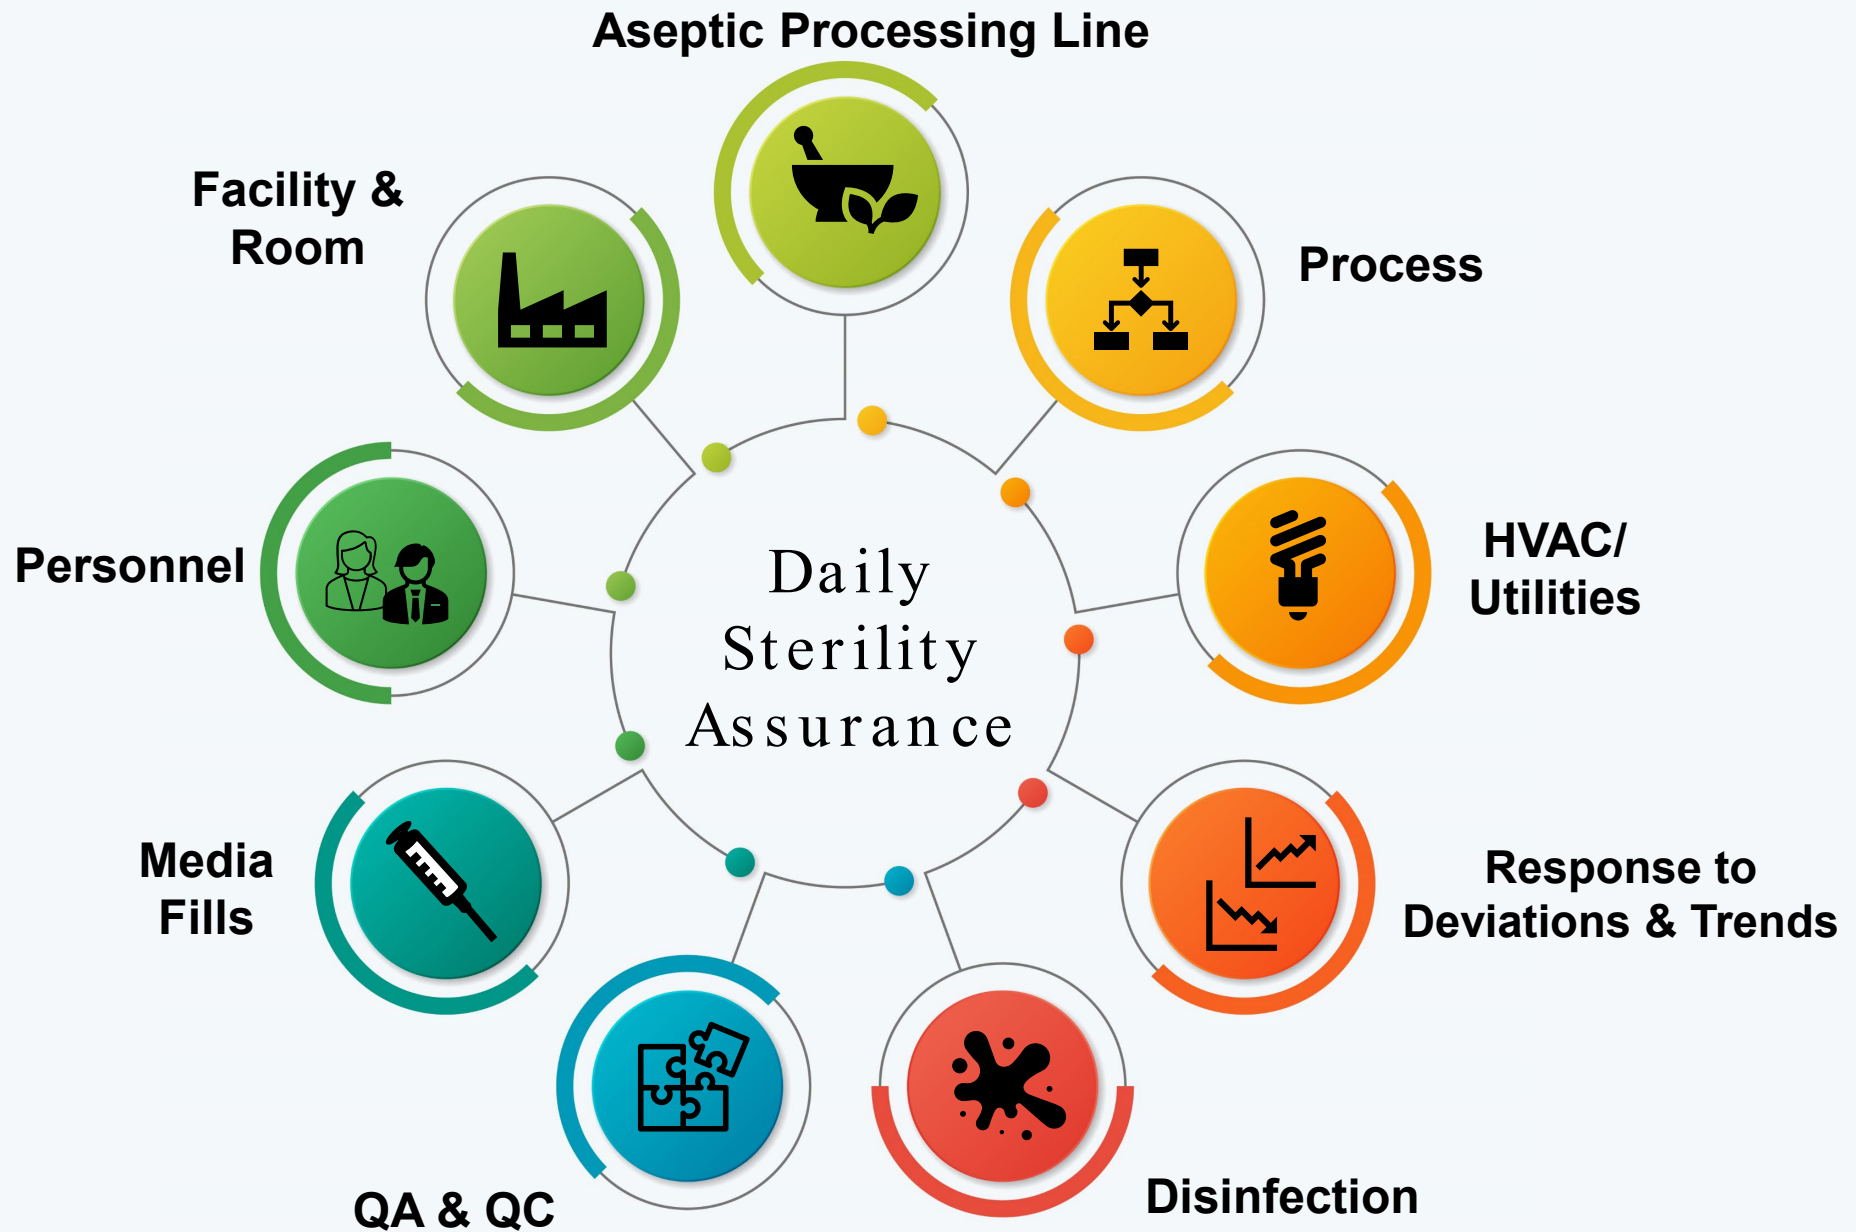 Aseptic Processing Line
Facility &
Room
Process
Personnel
HVAC/
Utilities
Daily
Sterility
Assurance
Media
Fills
Response to
Deviations & Trends
QA & QC
Disinfection